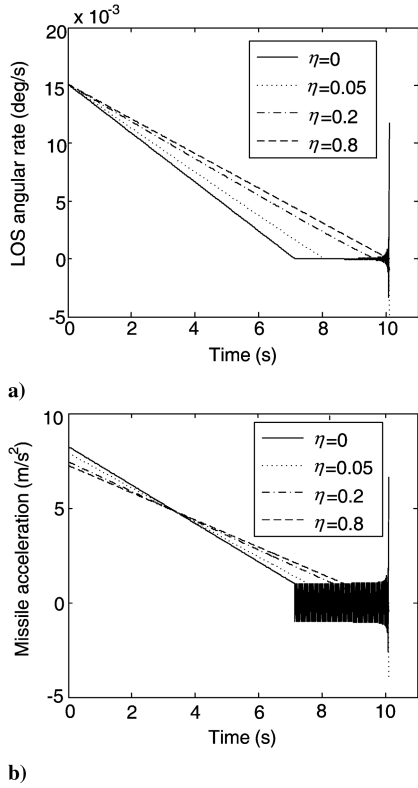 x 10⁻³
20
15
10
5
0
-5
LOS angular rate (deg/s)
η=0
η=0.05
η=0.2
η=0.8
0 2 4 6 8 10
Time (s)
a)
10
5
0
-5
Missile acceleration (m/s²)
η=0
η=0.05
η=0.2
η=0.8
0 2 4 6 8 10
Time (s)
b)